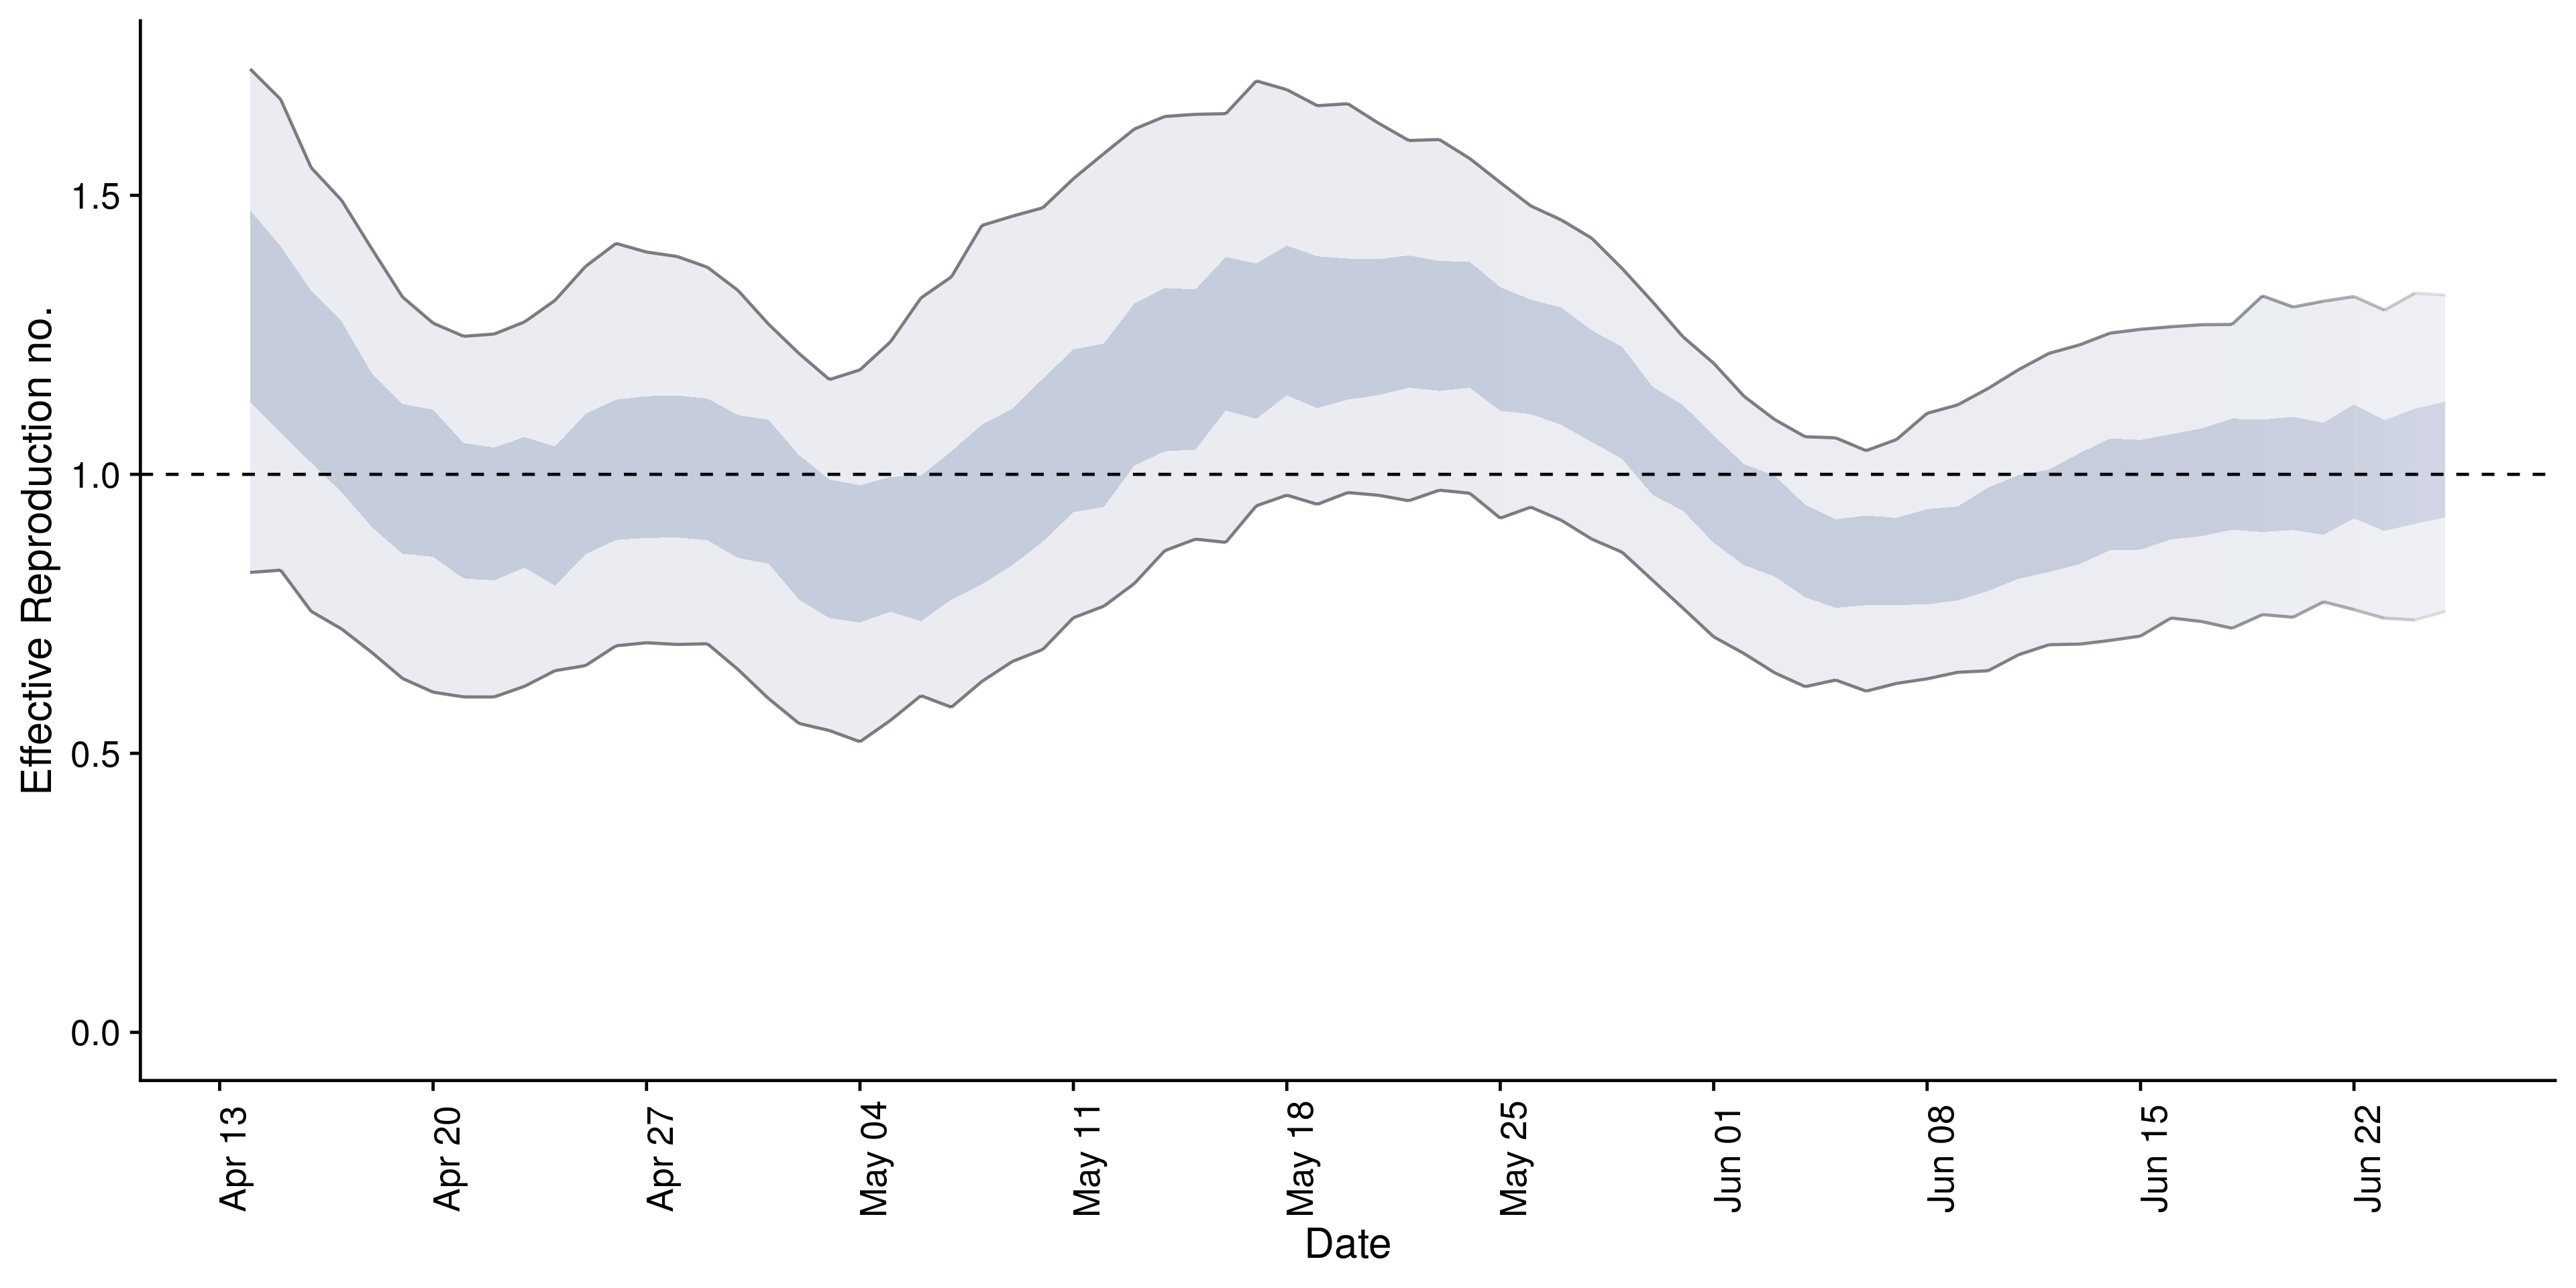 Effective Reproduction no.
1.5
1.0
0.5
0.0
Apr 13
Apr 20
Apr 27
May 04
May 11
May 18
May 25
Jun 01
Jun 08
Jun 15
Jun 22
Date